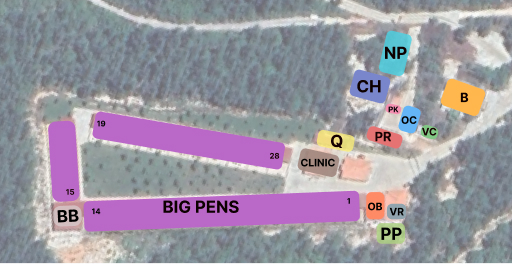 NP
CH
B
PK
OC
VC
PR
Q
19
28
CLINIC
15
BB
14
BIG PENS
1
OB
VR
PP